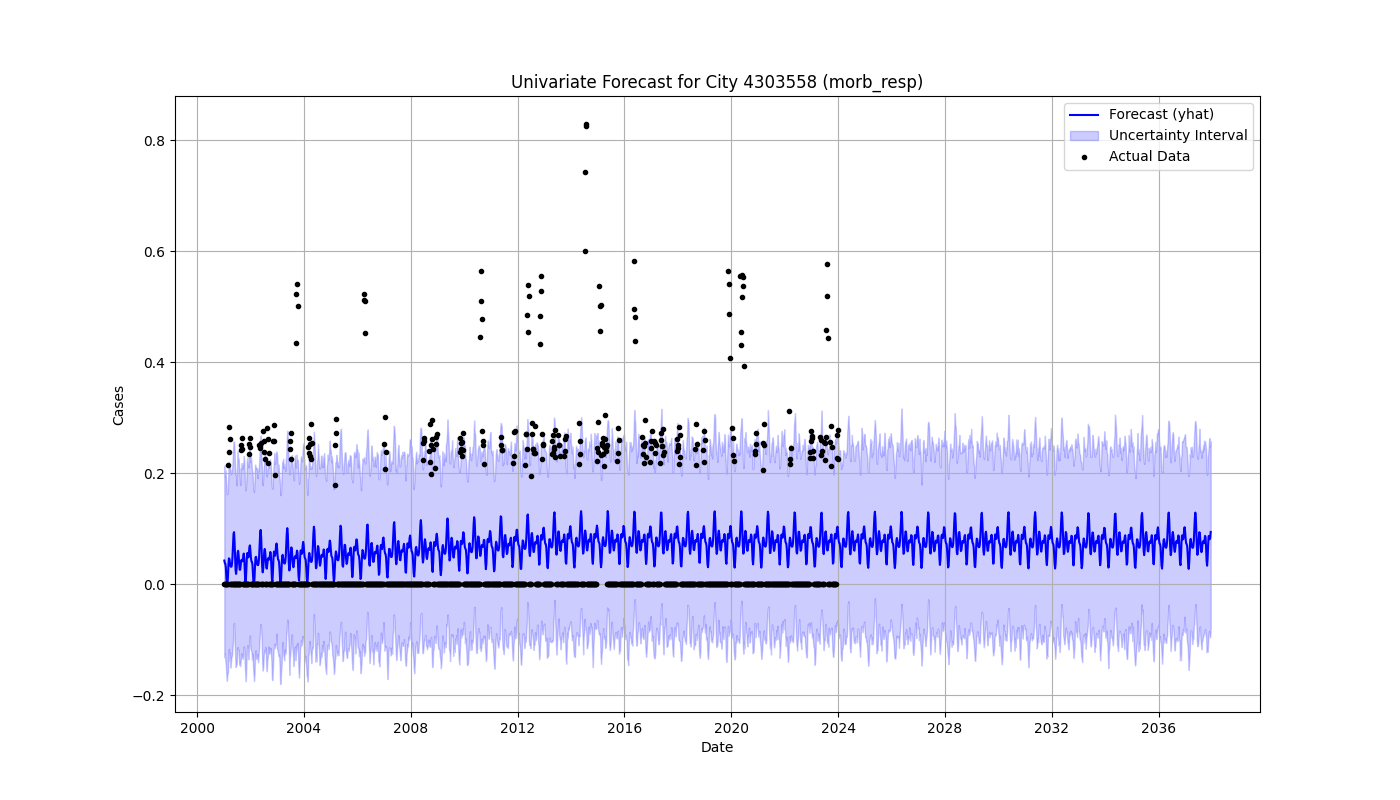 Univariate Forecast for City 4303558 (morb_resp)
Forecast (yhat)
Uncertainty Interval
Actual Data
Cases
0.8
0.6
0.4
0.2
0.0
−0.2
2000 2004 2008 2012 2016 2020 2024 2028 2032 2036
Date